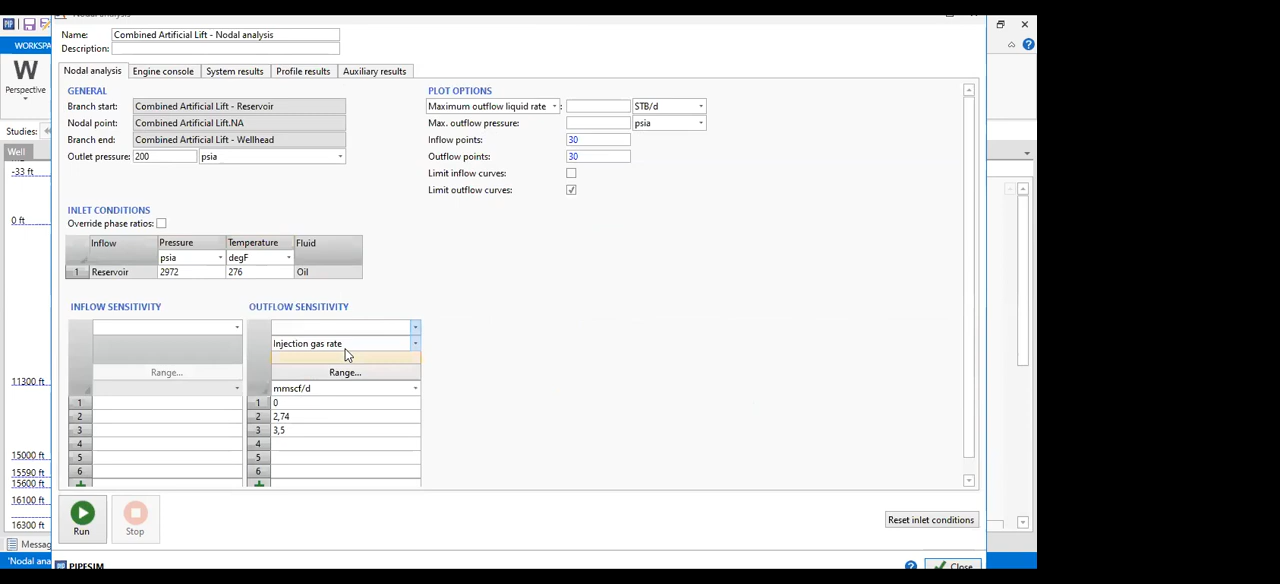 Nodal analysis
PIP
WORKSPA
W
Perspective
Studies:
Well
-33 ft
0 ft
11300 ft
15000 ft
15590 ft
15600 ft
16100 ft
16300 ft
Messag
'Nodal ana
Name: Combined Artificial Lift - Nodal analysis
Description:
Nodal analysis Engine console System results Profile results Auxiliary results
GENERAL
Branch start: Combined Artificial Lift - Reservoir
Nodal point: Combined Artificial Lift.NA
Branch end: Combined Artificial Lift - Wellhead
Outlet pressure: 200 psia
PLOT OPTIONS
Maximum outflow liquid rate : STB/d
Max. outflow pressure: psia
Inflow points: 30
Outflow points: 30
Limit inflow curves:
Limit outflow curves:
INLET CONDITIONS
Override phase ratios:
Inflow Pressure Temperature Fluid
psia degF
1 Reservoir 2972 276 Oil
INFLOW SENSITIVITY
Range...
1
2
3
4
5
6
OUTFLOW SENSITIVITY
Injection gas rate
Range...
mmscf/d
1 0
2 2,74
3 3,5
4
5
6
Run Stop
Reset inlet conditions
PIPESIM
? Close